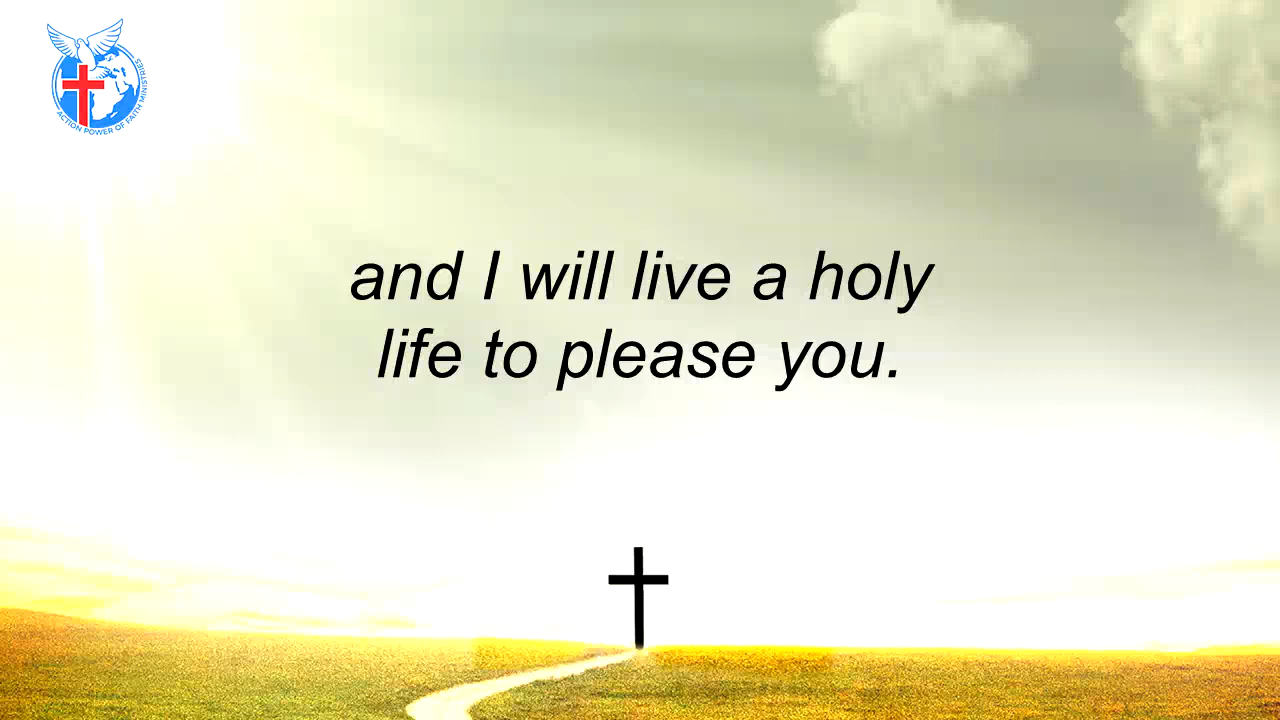 ACTION POWER OF FAITH MINISTRIES
and I will live a holy
life to please you.